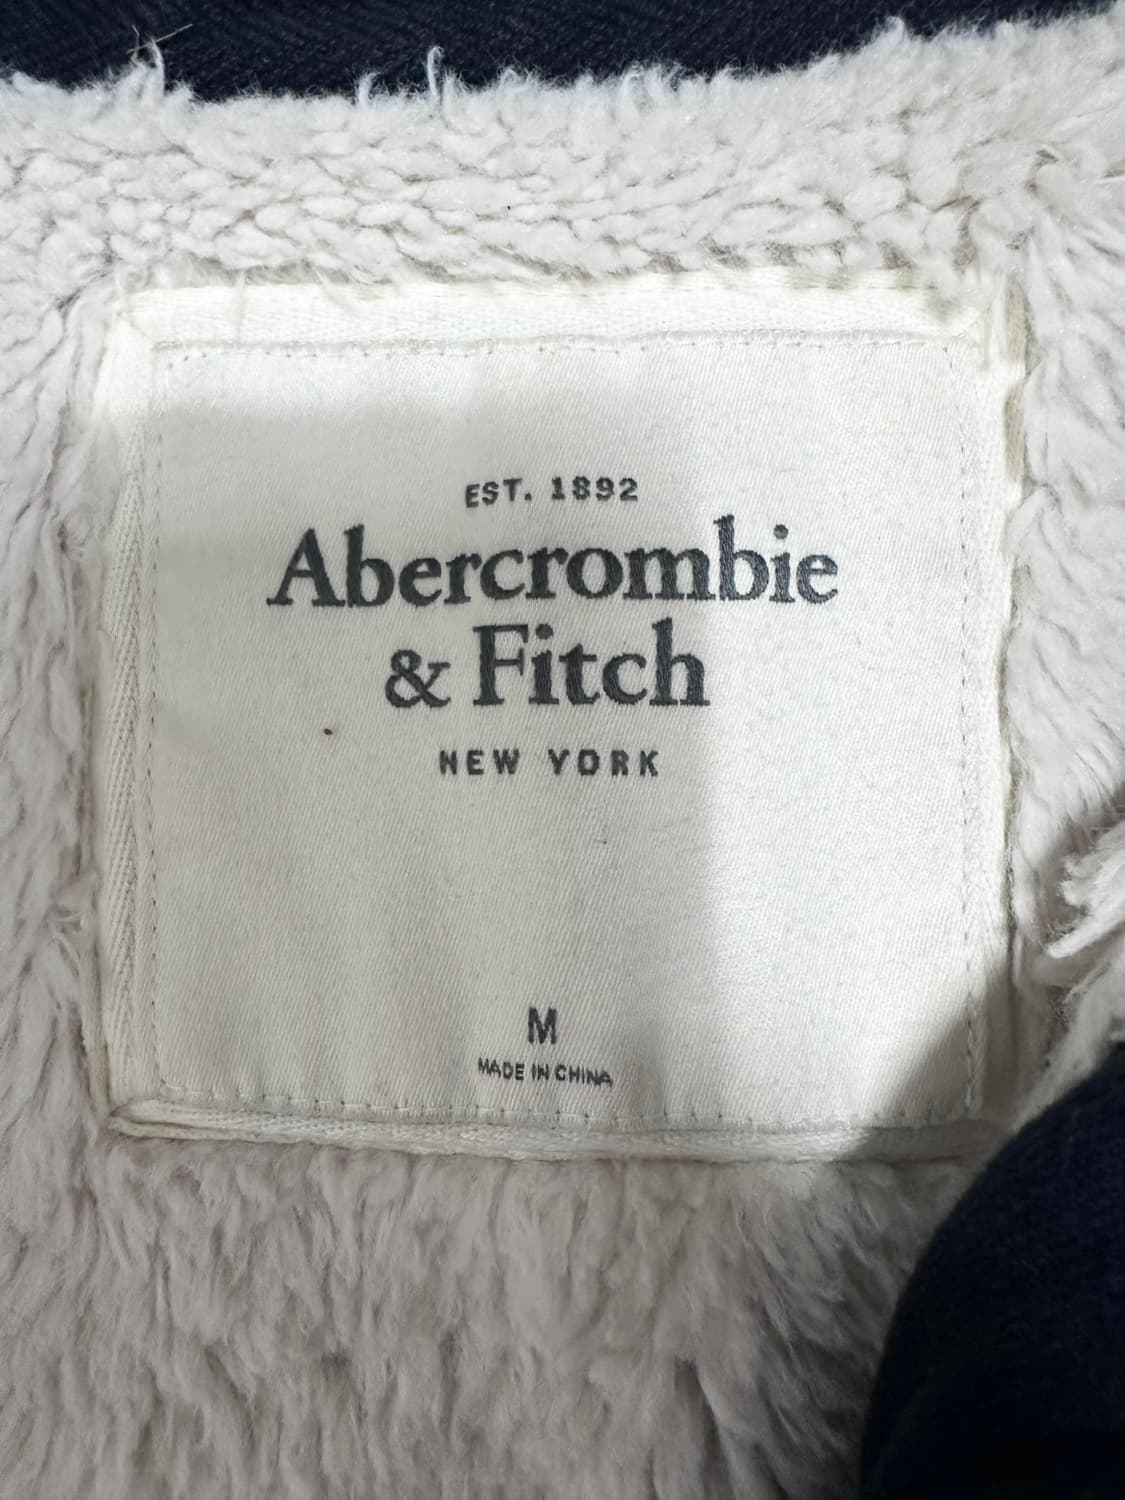 EST. 1892
Abercrombie
& Fitch
NEW YORK
M
MADE IN CHINA